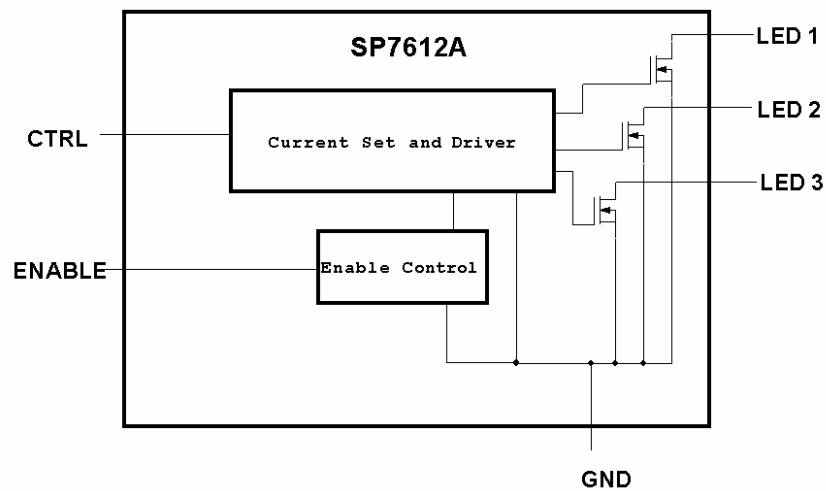 SP7612A
LED 1
LED 2
CTRL
Current Set and Driver
LED 3
ENABLE
Enable Control
GND